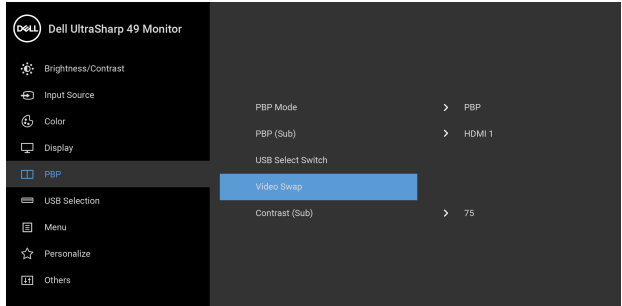 DELL Dell UltraSharp 49 Monitor
Brightness/Contrast
Input Source
Color
Display
PBP
USB Selection
Menu
Personalize
Others
PBP Mode > PBP
PBP (Sub) > HDMI 1
USB Select Switch
Video Swap
Contrast (Sub) > 75